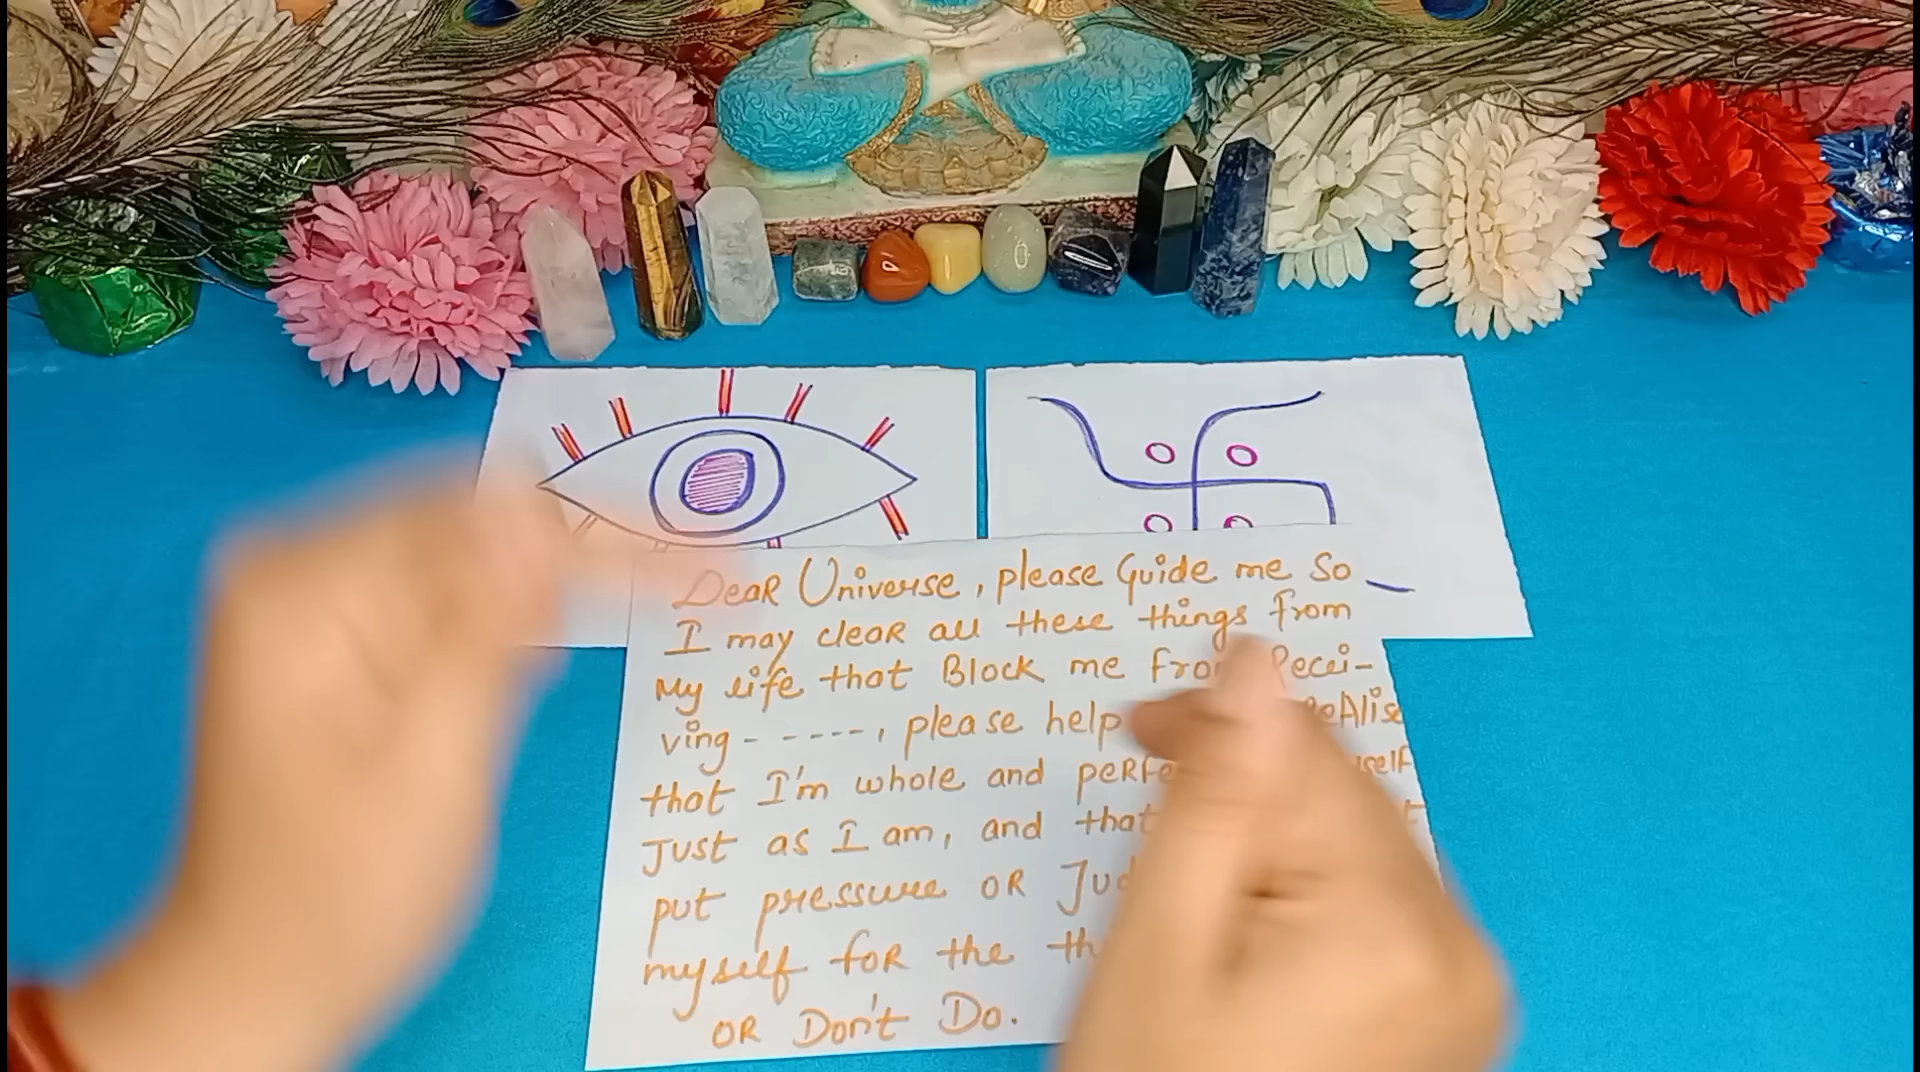 Dear Universe, please Guide me so
I may clear all these things from
My life that Block me from Recei-
ving - - - - - -, please help
that I'm whole and
just as I am, and that
put pressure OR
myself for the
OR Don't Do.